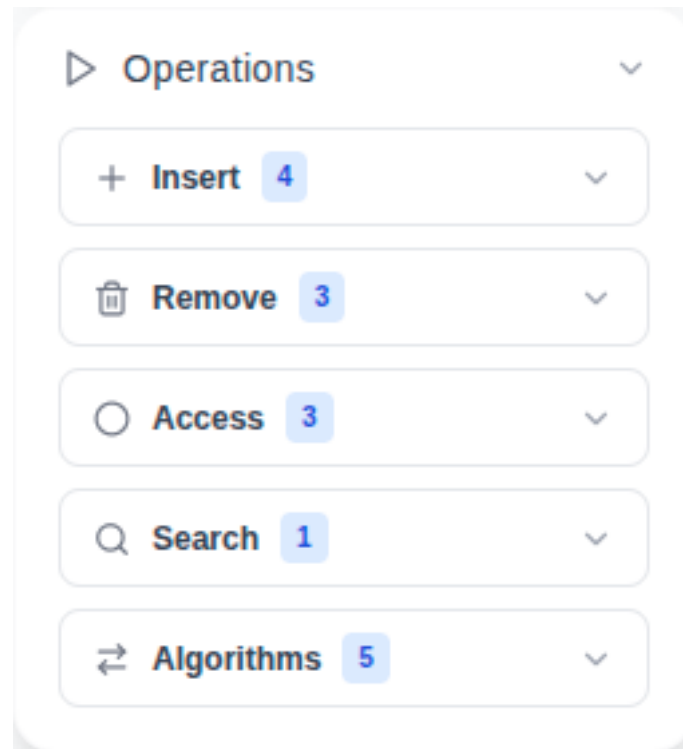 Operations
Insert 4
Remove 3
Access 3
Search 1
Algorithms 5